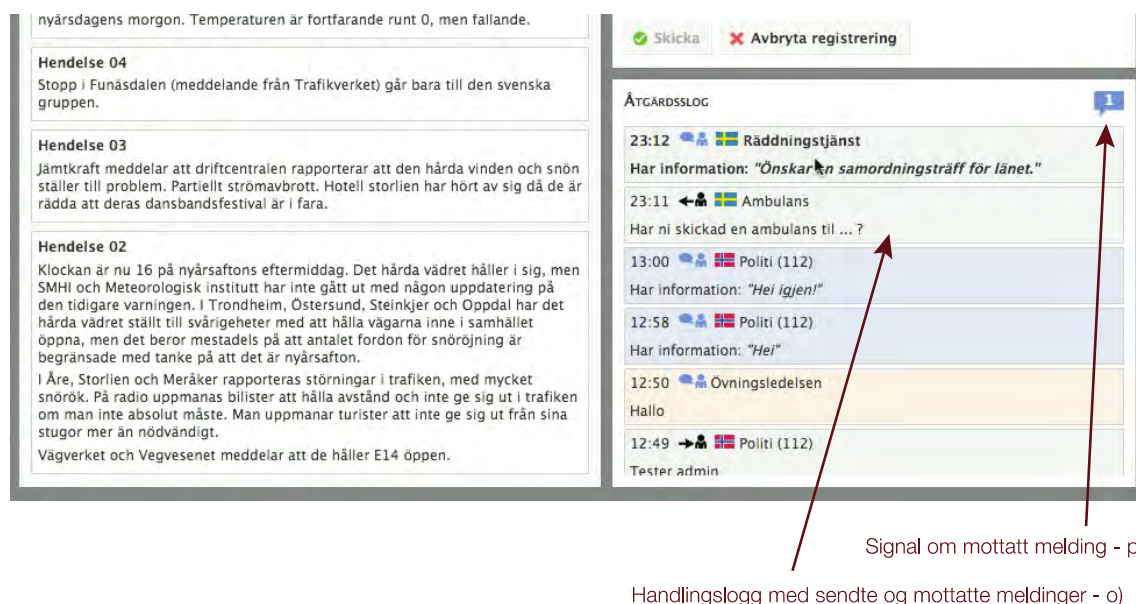 nyårsdagens morgon. Temperaturen är fortfarande runt 0, men fallande.
Hendelse 04
Stopp i Funäsdalen (meddelande från Trafikverket) går bara till den svenska
gruppen.
Hendelse 03
Jämtkraft meddelar att driftcentralen rapporterar att den hårda vinden och snön
ställer till problem. Partiellt strömavbrott. Hotell storlien har hört av sig då de är
rädda att deras dansbandsfestival är i fara.
Hendelse 02
Klockan är nu 16 på nyårsaftons eftermiddag. Det hårda vädret håller i sig, men
SMHI och Meteorologisk institutt har inte gått ut med någon uppdatering på
den tidigare varningen. I Trondheim, Östersund, Steinkjer och Oppdal har det
hårda vädret ställt till svårigeheter med att hålla vägarna inne i samhället
öppna, men det beror mestadels på att antalet fordon för snöröjning är
begränsade med tanke på att det är nyårsafton.
I Åre, Storlien och Meråker rapporteras störningar i trafiken, med mycket
snörök. På radio uppmanas bilister att hålla avstånd och inte ge sig ut i trafiken
om man inte absolut måste. Man uppmanar turister att inte ge sig ut från sina
stugor mer än nödvändigt.
Vägverket och Vegvesenet meddelar att de håller E14 öppen.
Skicka Avbryta registrering
Åtgärdsslog 1
23:12 Räddningstjänst
Har information: "Önskar en samordningsträff för länet."
23:11 Ambulans
Har ni skickad en ambulans til ... ?
13:00 Politi (112)
Har information: "Hei igjen!"
12:58 Politi (112)
Har information: "Hei"
12:50 Övningsledelsen
Hallo
12:49 Politi (112)
Tester admin
Signal om mottatt melding - p
Handlingslogg med sendte og mottatte meldinger - o)